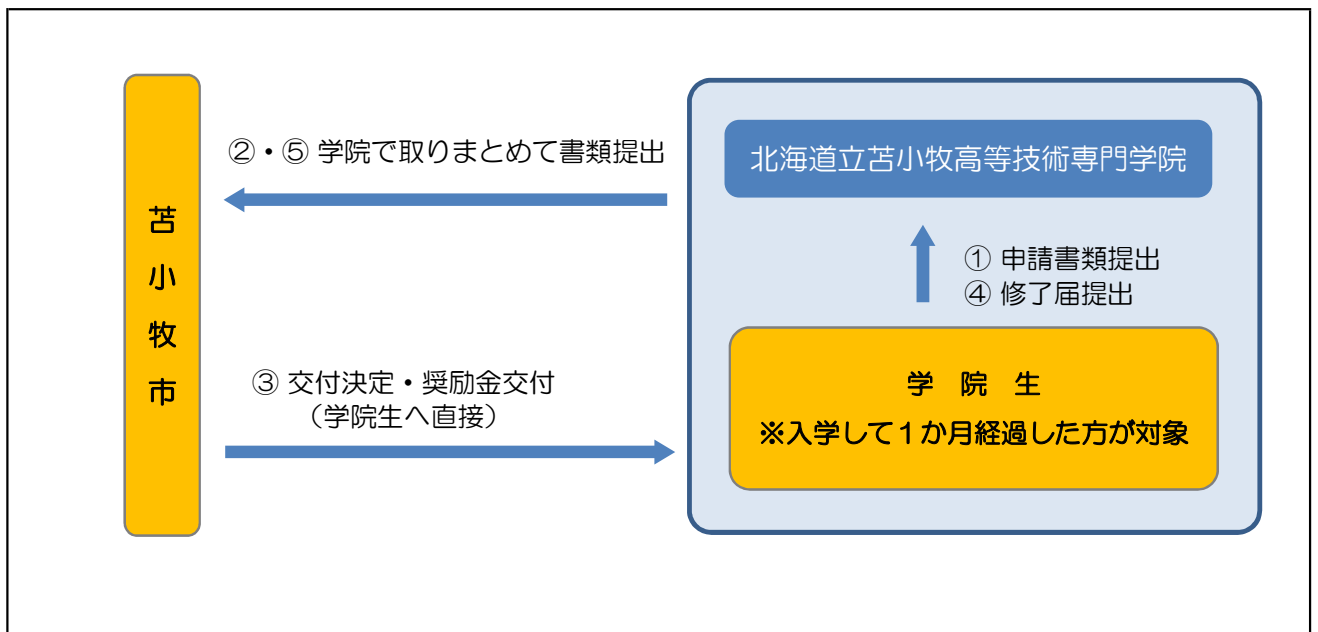 苫小牧市
②・⑤ 学院で取りまとめて書類提出
③ 交付決定・奨励金交付
（学院生へ直接）
北海道立苫小牧高等技術専門学院
① 申請書類提出
④ 修了届提出
学 院 生
※入学して１か月経過した方が対象